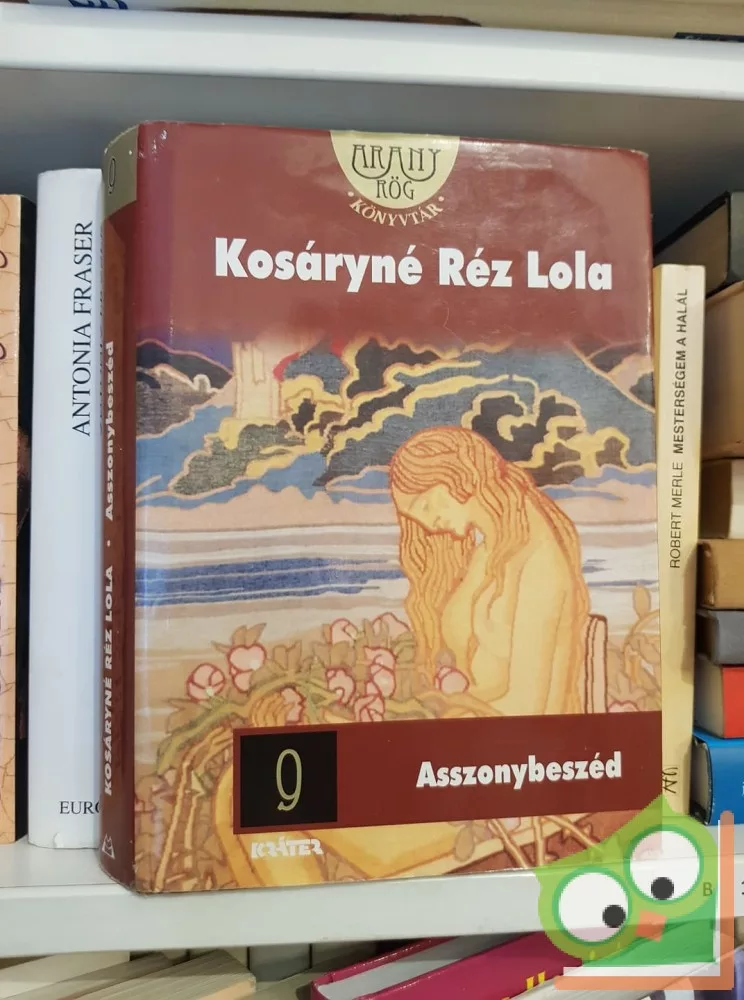 ARANY
RÖG
• KÖNYVTÁR •
Kosáryné Réz Lola
9
Asszonybeszéd
KRÁTER
9
KOSÁRYNÉ RÉZ LOLA • Asszonybeszéd
ANTONIA FRASER
ROBERT MERLE MESTERSÉGEM A HALÁL
B